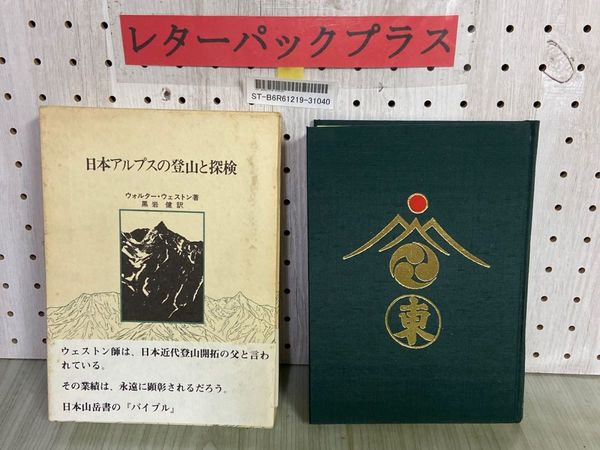 レターパックプラス
ST-B6R61219-31040
日本アルプスの登山と探検
ウォルター・ウェストン著
黒岩 健訳
ウェストン師は、日本近代登山開拓の父と言わ
れている。
その業績は、永遠に顕彰されるだろう。
日本山岳書の『バイブル』
東